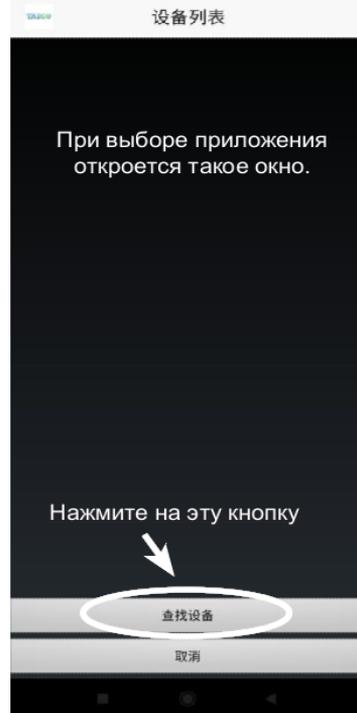 TASCO
设备列表
При выборе приложения
откроется такое окно.
Нажмите на эту кнопку
查找设备
取消